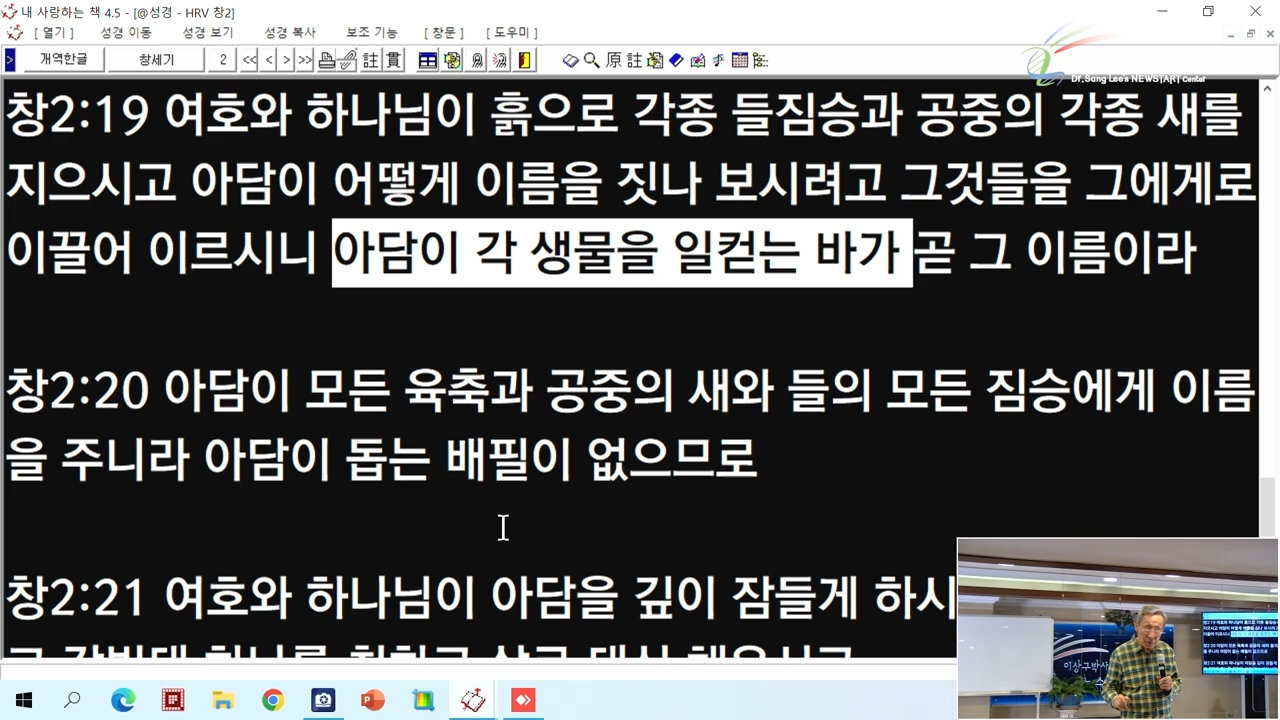 내 사랑하는 책 4.5 - [@성경 - HRV 창2]
[ 열기 ] 성경 이동 성경 보기 성경 복사 보조 기능 [ 창문 ] [ 도우미 ]
개역한글 창세기 2 << < > >> 註 貫 原 註
Dr.Sang Lee's NEWSTART Center
창2:19 여호와 하나님이 흙으로 각종 들짐승과 공중의 각종 새를
지으시고 아담이 어떻게 이름을 짓나 보시려고 그것들을 그에게로
이끌어 이르시니 아담이 각 생물을 일컫는 바가 곧 그 이름이라
창2:20 아담이 모든 육축과 공중의 새와 들의 모든 짐승에게 이름
을 주니라 아담이 돕는 배필이 없으므로
창2:21 여호와 하나님이 아담을 깊이 잠들게 하시
이상구박사